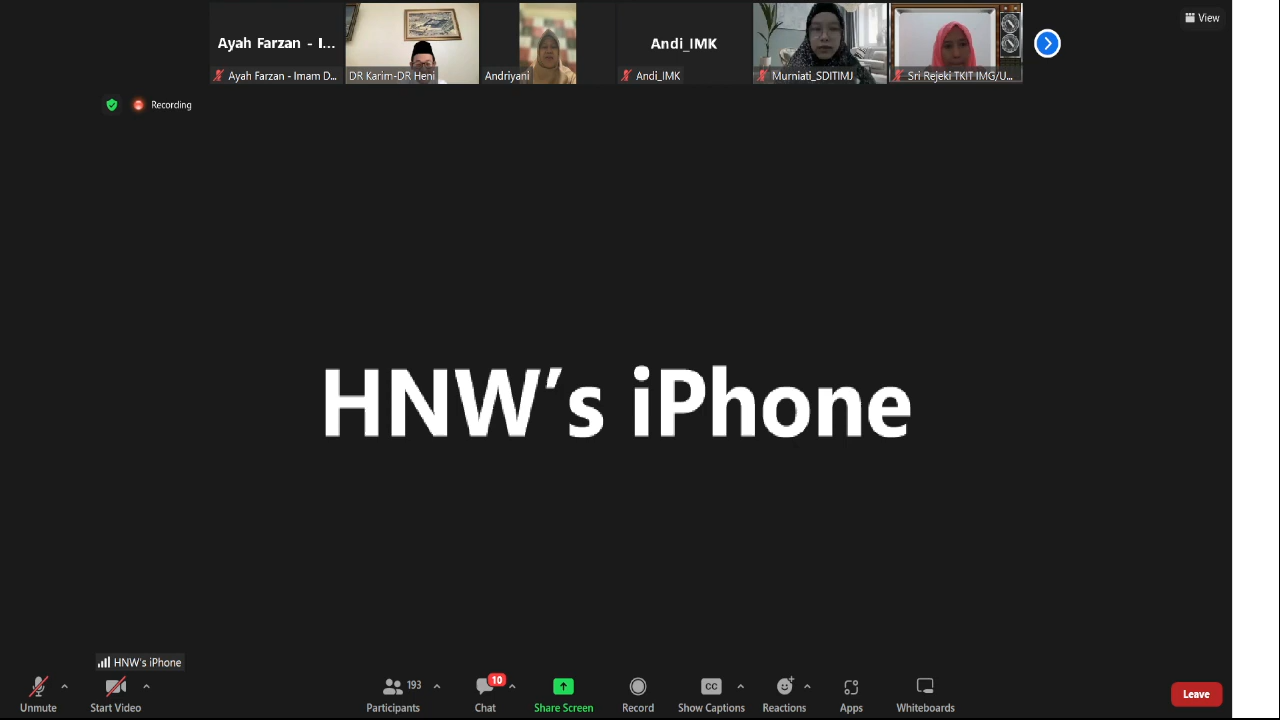 Ayah Farzan - I...
Andi_IMK
View
Ayah Farzan - Imam D...
DR Karim-DR Heni
Andriyani
Andi_IMK
Murniati_SDITIMJ
Sri Rejeki TKIT IMG/U...
Recording
HNW's iPhone
HNW's iPhone
193
10
CC
Unmute
Start Video
Participants
Chat
Share Screen
Record
Show Captions
Reactions
Apps
Whiteboards
Leave